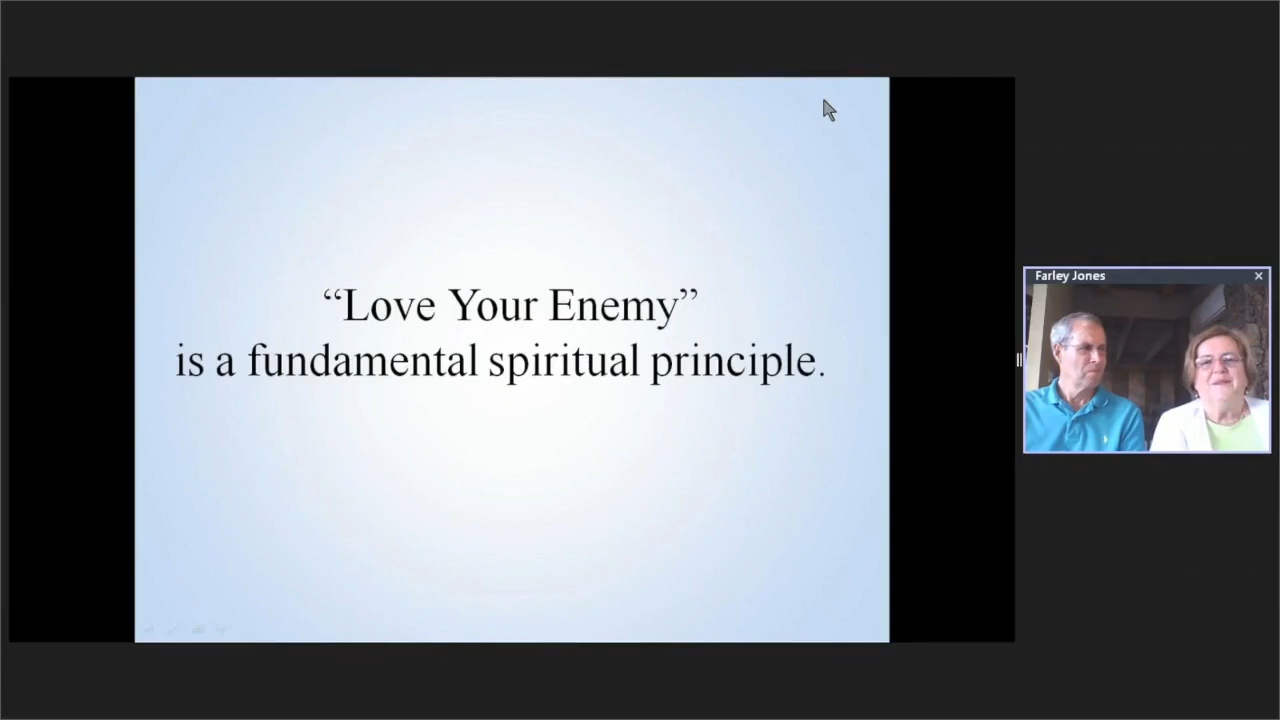 “Love Your Enemy”
is a fundamental spiritual principle.
Farley Jones